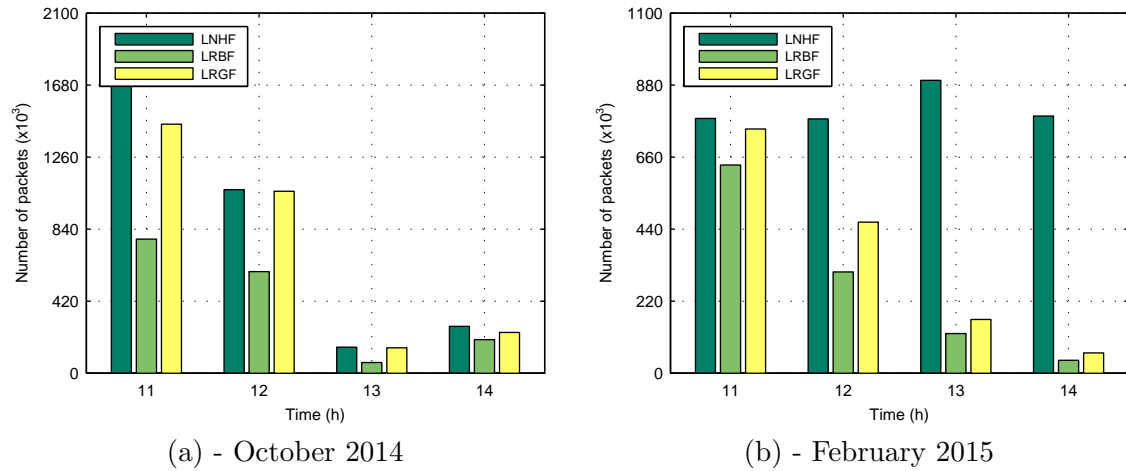 2100
1680
1260
840
420
0
Number of packets (x10³)
LNHF
LRBF
LRGF
11
12
13
14
Time (h)
(a) - October 2014
1100
880
660
440
220
0
Number of packets (x10³)
LNHF
LRBF
LRGF
11
12
13
14
Time (h)
(b) - February 2015